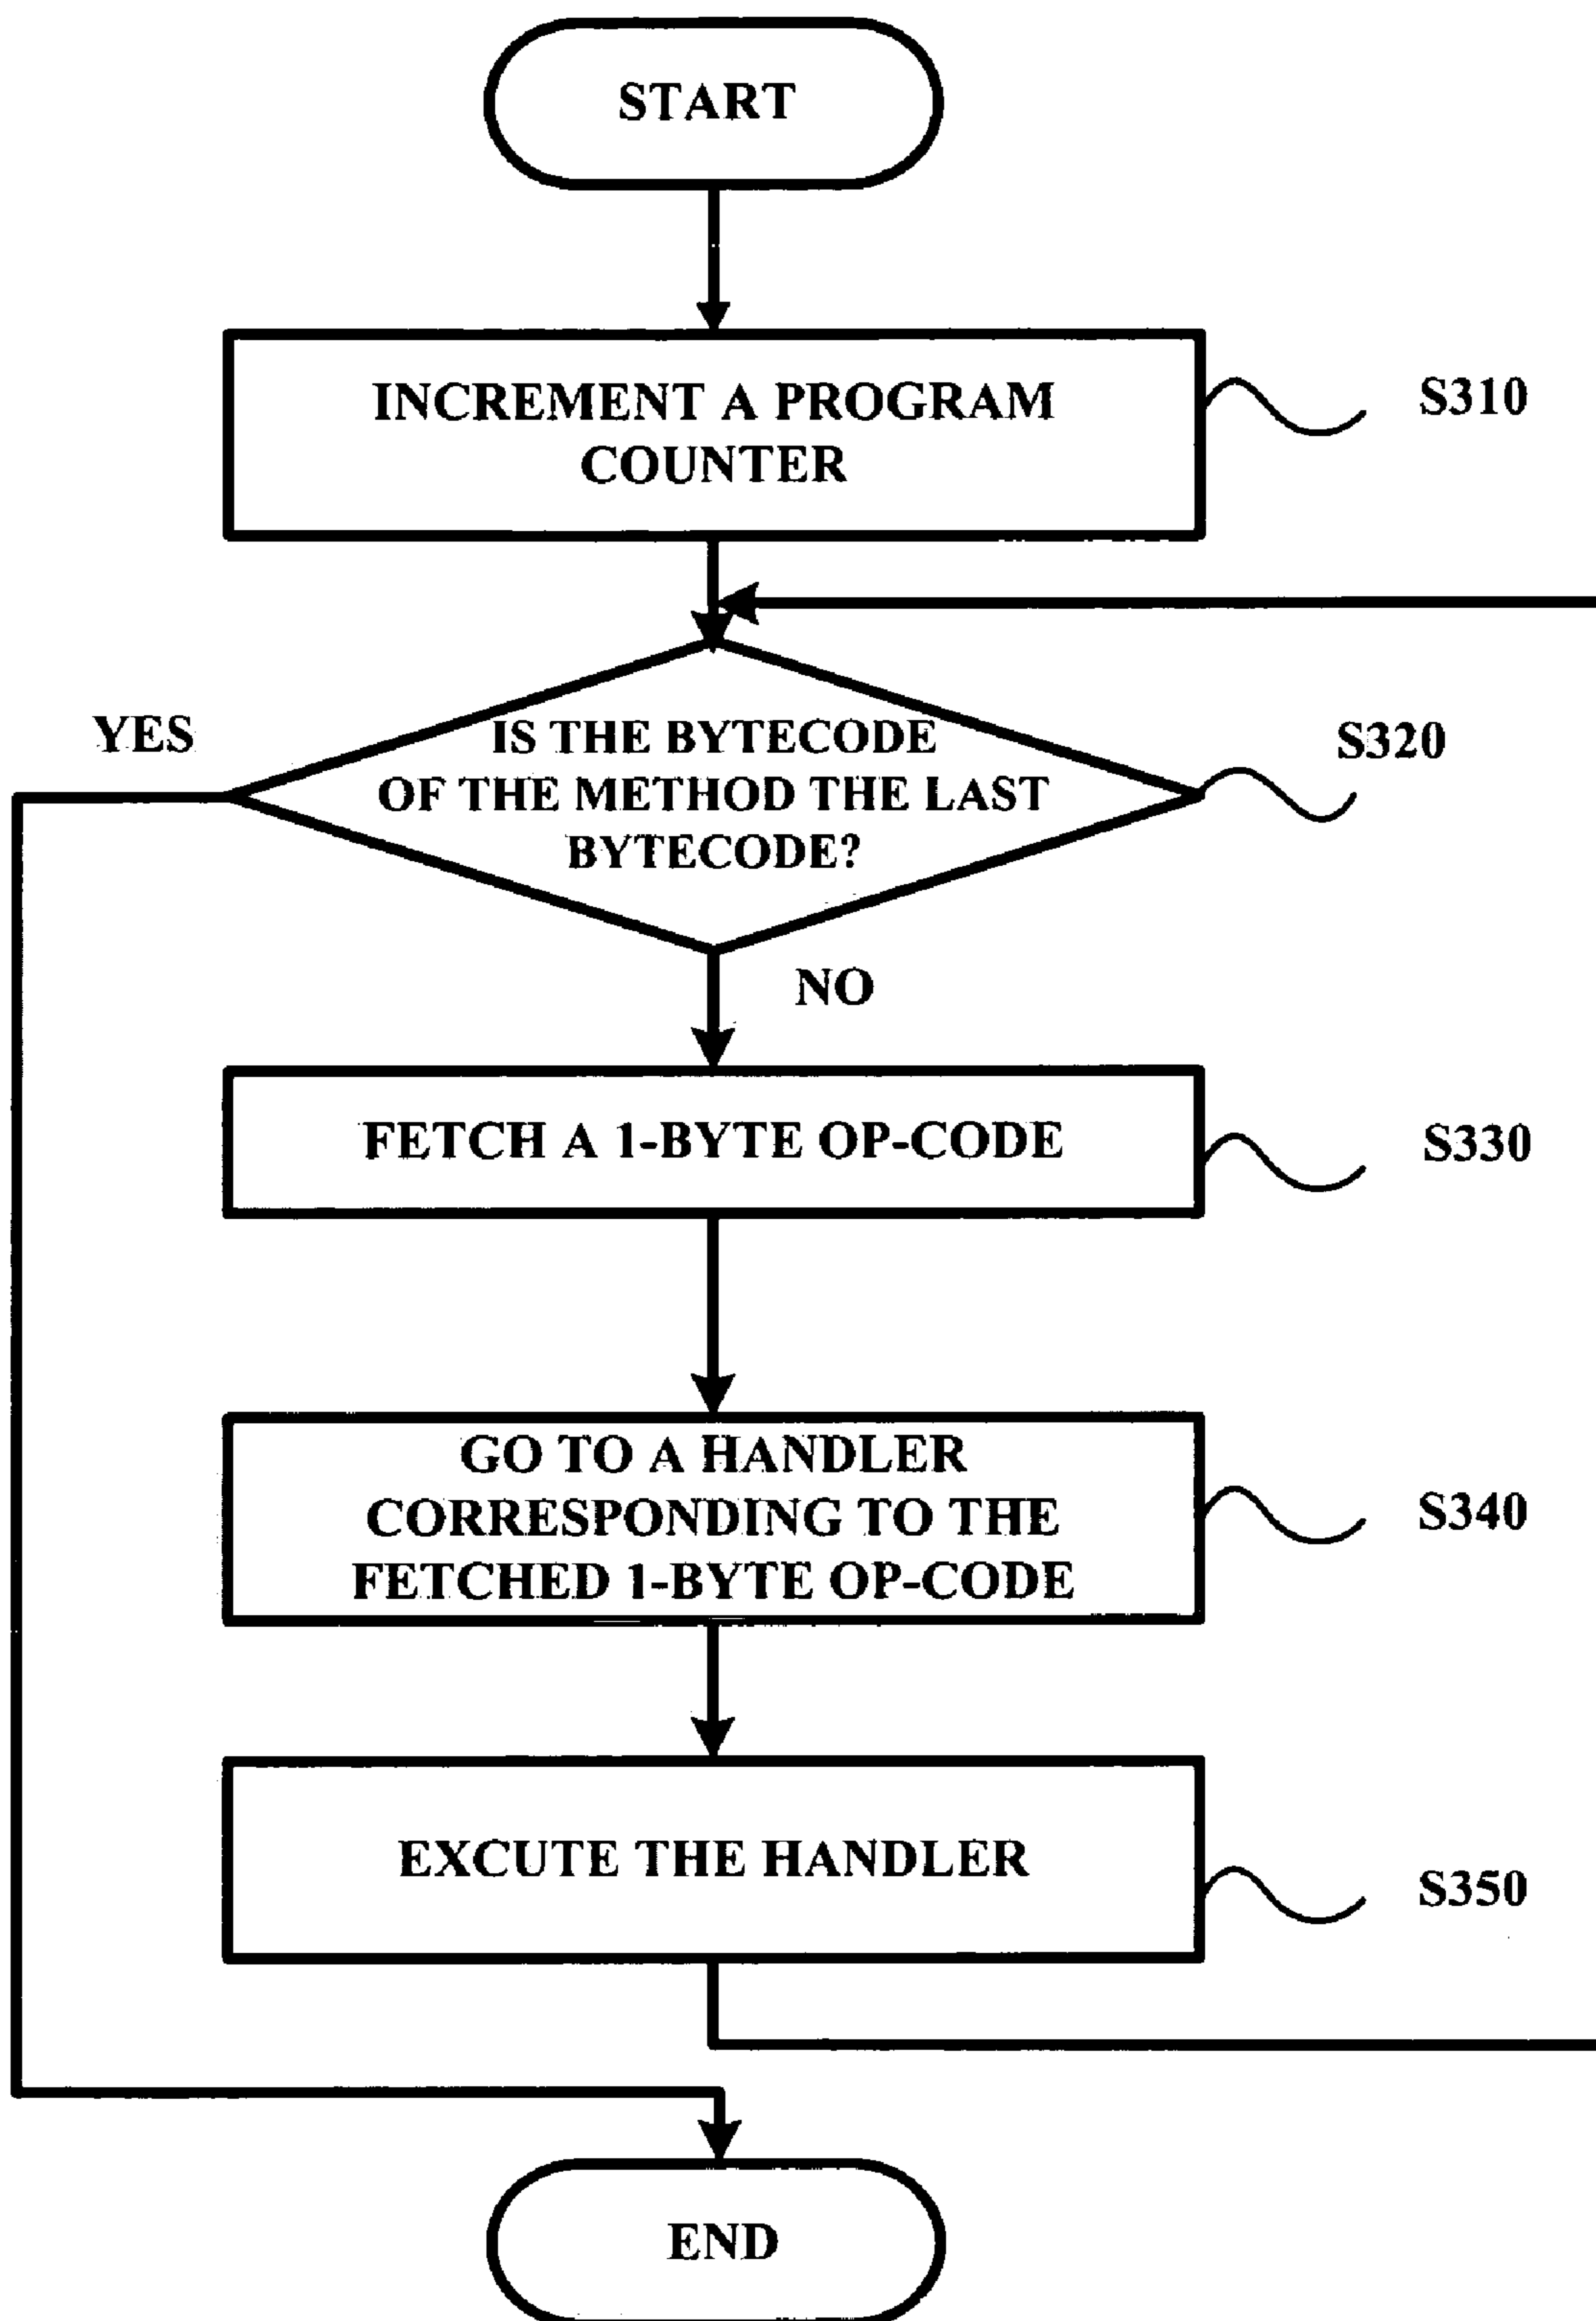 START
INCREMENT A PROGRAM
COUNTER
S310
YES
IS THE BYTECODE
OF THE METHOD THE LAST
BYTECODE?
S320
NO
FETCH A 1-BYTE OP-CODE
S330
GO TO A HANDLER
CORRESPONDING TO THE
FETCHED 1-BYTE OP-CODE
S340
EXCUTE THE HANDLER
S350
END